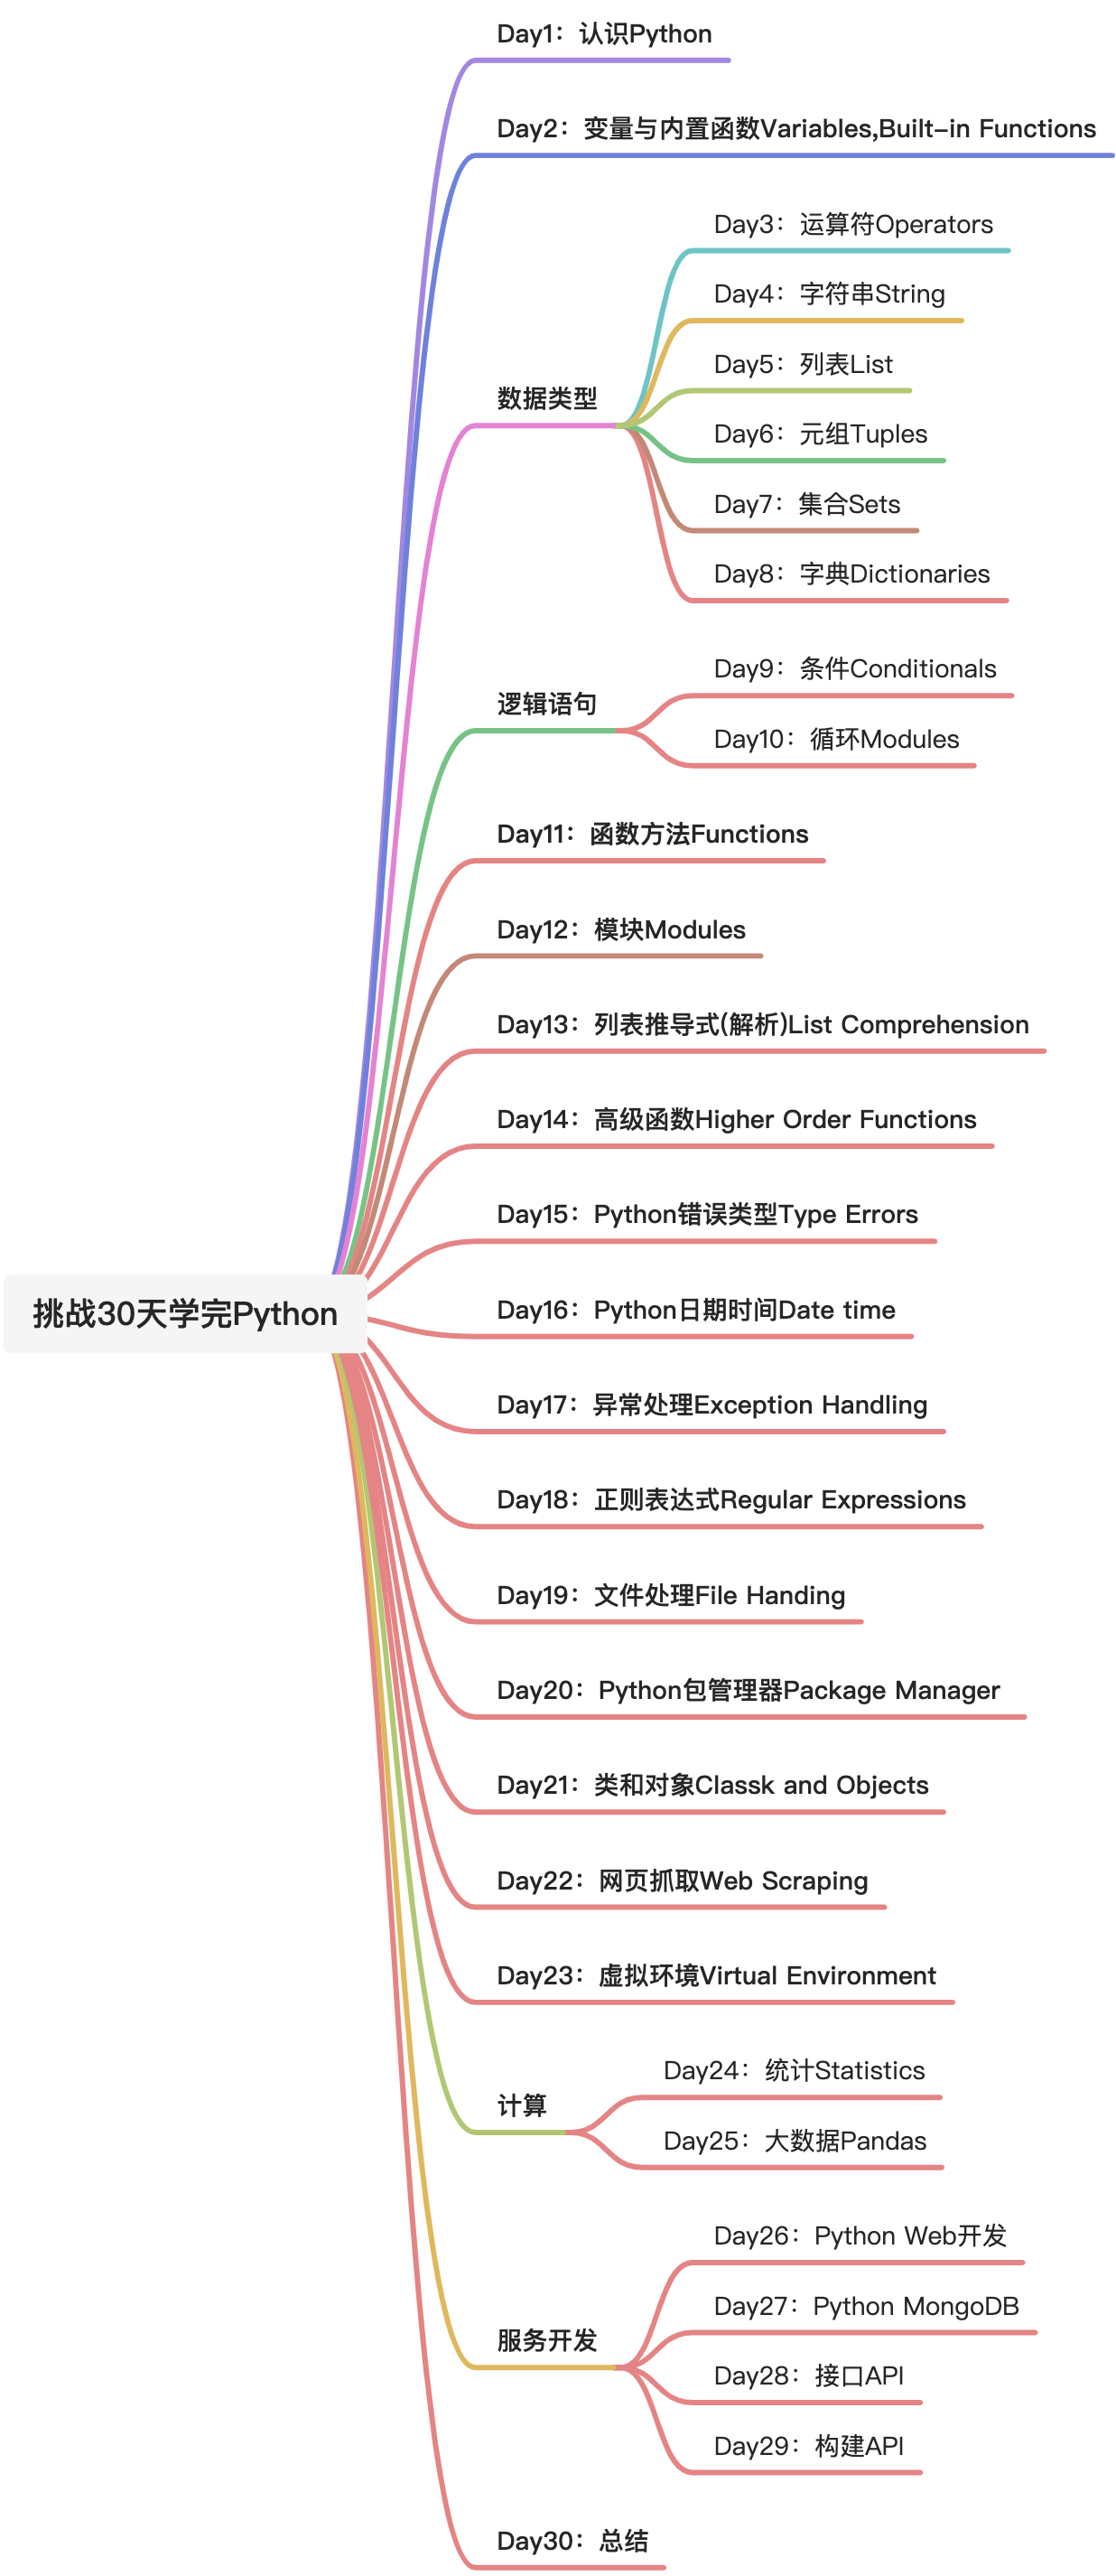 挑战30天学完Python
Day1：认识Python
Day2：变量与内置函数Variables,Built-in Functions
数据类型
Day3：运算符Operators
Day4：字符串String
Day5：列表List
Day6：元组Tuples
Day7：集合Sets
Day8：字典Dictionaries
逻辑语句
Day9：条件Conditionals
Day10：循环Modules
Day11：函数方法Functions
Day12：模块Modules
Day13：列表推导式(解析)List Comprehension
Day14：高级函数Higher Order Functions
Day15：Python错误类型Type Errors
Day16：Python日期时间Date time
Day17：异常处理Exception Handling
Day18：正则表达式Regular Expressions
Day19：文件处理File Handing
Day20：Python包管理器Package Manager
Day21：类和对象Classk and Objects
Day22：网页抓取Web Scraping
Day23：虚拟环境Virtual Environment
计算
Day24：统计Statistics
Day25：大数据Pandas
服务开发
Day26：Python Web开发
Day27：Python MongoDB
Day28：接口API
Day29：构建API
Day30：总结